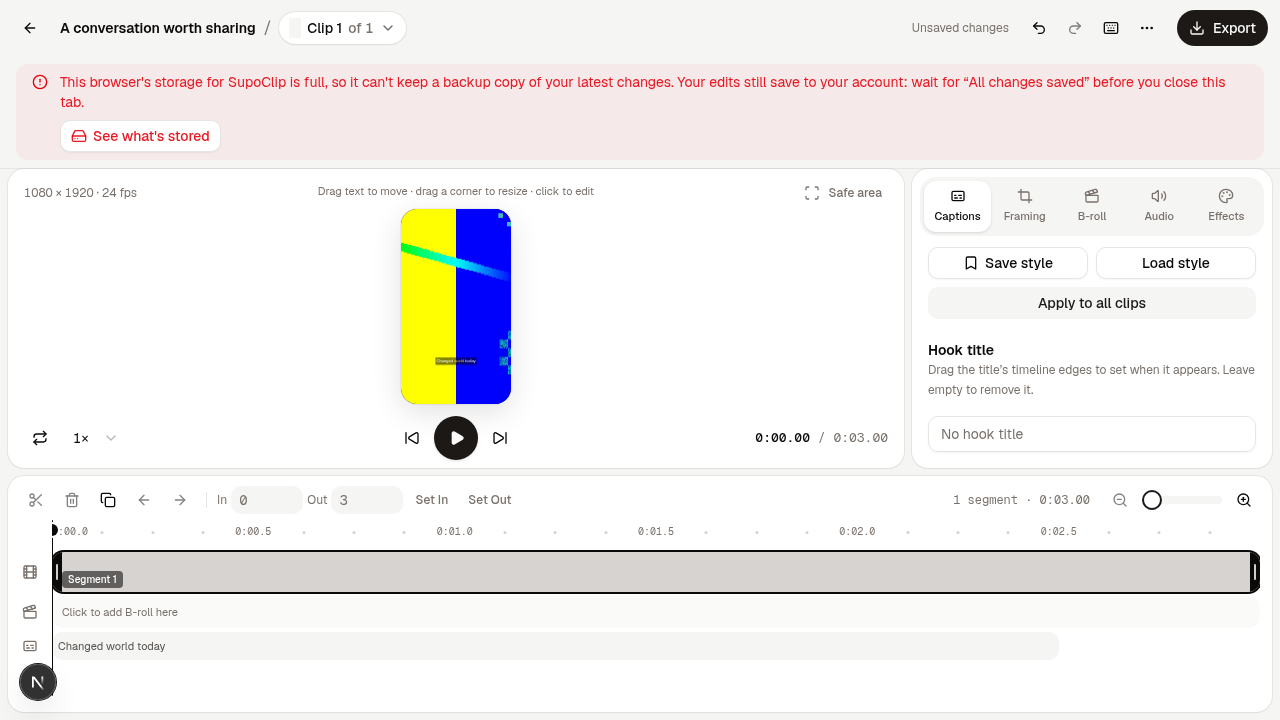 A conversation worth sharing / Clip 1 of 1
Unsaved changes
Export
This browser's storage for SupoClip is full, so it can't keep a backup copy of your latest changes. Your edits still save to your account: wait for “All changes saved” before you close this
tab.
See what's stored
1080 × 1920 · 24 fps
Drag text to move · drag a corner to resize · click to edit
Safe area
Changed world today
1×
0:00.00 / 0:03.00
Captions
Framing
B-roll
Audio
Effects
Save style
Load style
Apply to all clips
Hook title
Drag the title's timeline edges to set when it appears. Leave
empty to remove it.
No hook title
In 0 Out 3 Set In Set Out
1 segment · 0:03.00
:00.0 0:00.5 0:01.0 0:01.5 0:02.0 0:02.5
Segment 1
Click to add B-roll here
Changed world today
N